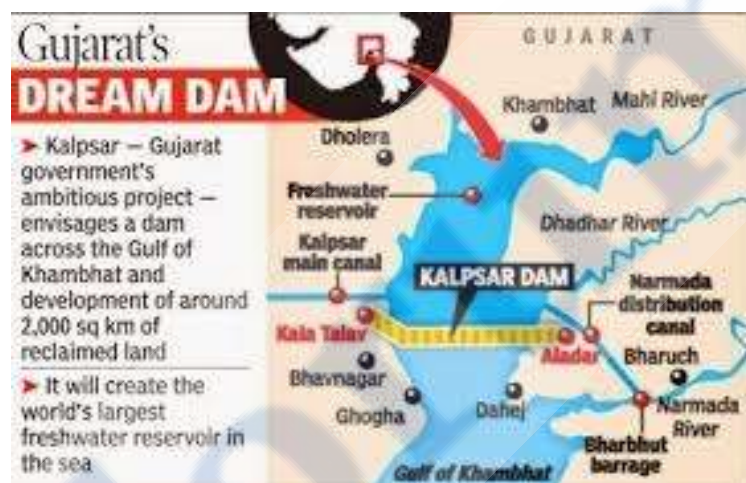 Gujarat's
DREAM DAM
➤ Kalpsar — Gujarat
government's
ambitious project —
envisages a dam
across the Gulf of
Khambhat and
development of around
2,000 sq km of
reclaimed land
➤ It will create the
world's largest
freshwater reservoir in
the sea
GUJARAT
Khambhat
Mahi River
Dholera
Freshwater
reservoir
Dhadhar River
Kalpsar
main canal
KALPSAR DAM
Narmada
distribution
canal
Kala Talav
Aladar
Bharuch
Bhavnagar
Ghogha
Dahej
Narmada
River
Bharbhut
barrage
Gulf of Khambhat